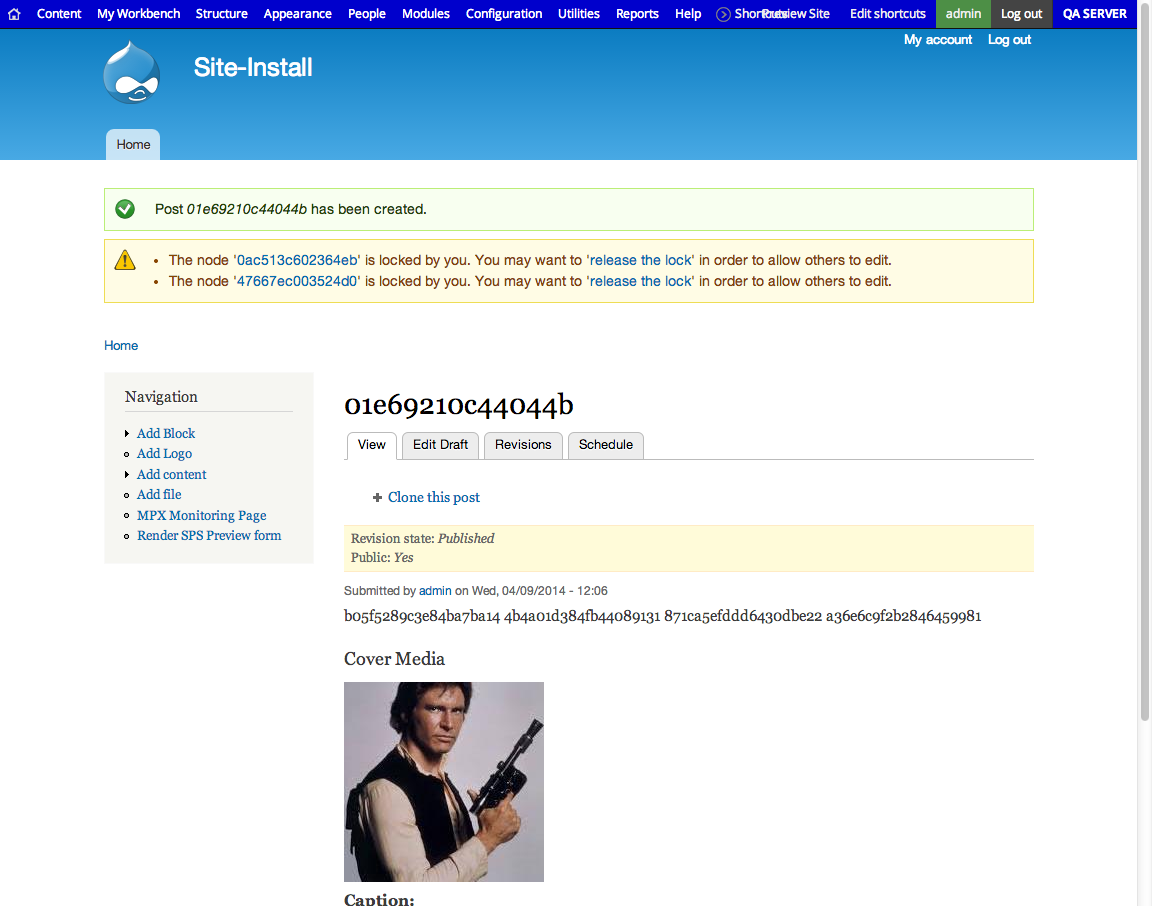 Content My Workbench Structure Appearance People Modules Configuration Utilities Reports Help Shortcuts Preview Site Edit shortcuts admin Log out QA SERVER
My account Log out
Site-Install
Home
Post 01e69210c44044b has been created.
• The node '0ac513c602364eb' is locked by you. You may want to 'release the lock' in order to allow others to edit.
• The node '47667ec003524d0' is locked by you. You may want to 'release the lock' in order to allow others to edit.
Home
Navigation
Add Block
Add Logo
Add content
Add file
MPX Monitoring Page
Render SPS Preview form
01e69210c44044b
View Edit Draft Revisions Schedule
Clone this post
Revision state: Published
Public: Yes
Submitted by admin on Wed, 04/09/2014 - 12:06
b05f5289c3e84ba7ba14 4b4a01d384fb44089131 871ca5efddd6430dbe22 a36e6c9f2b2846459981
Cover Media
Caption: